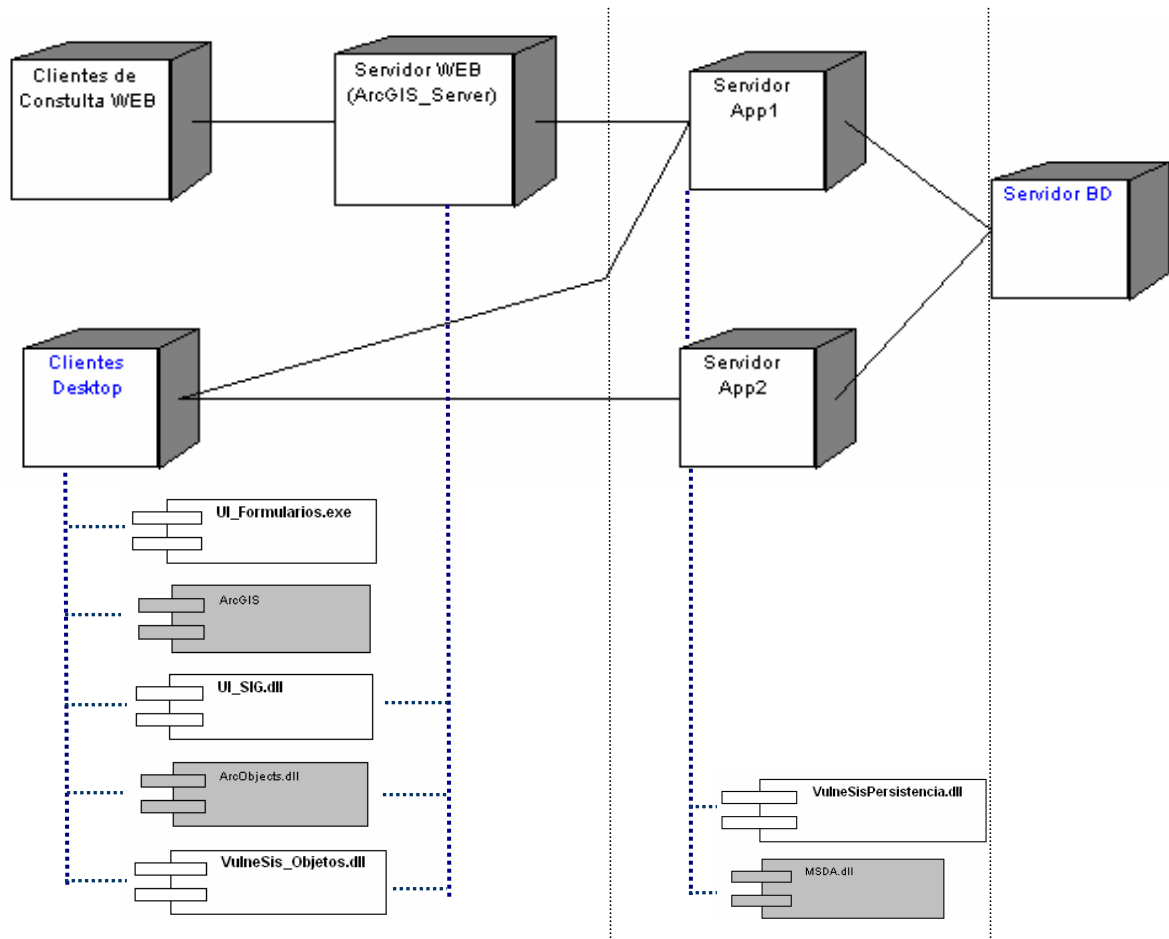 Clientes de
Constulta WEB
Servidor WEB
(ArcGIS_Server)
Servidor
App1
Servidor BD
Clientes
Desktop
Servidor
App2
UI_Formularios.exe
ArcGIS
UI_SIG.dll
ArcObjects.dll
VulneSis_Objetos.dll
VulneSisPersistencia.dll
MSDA.dll